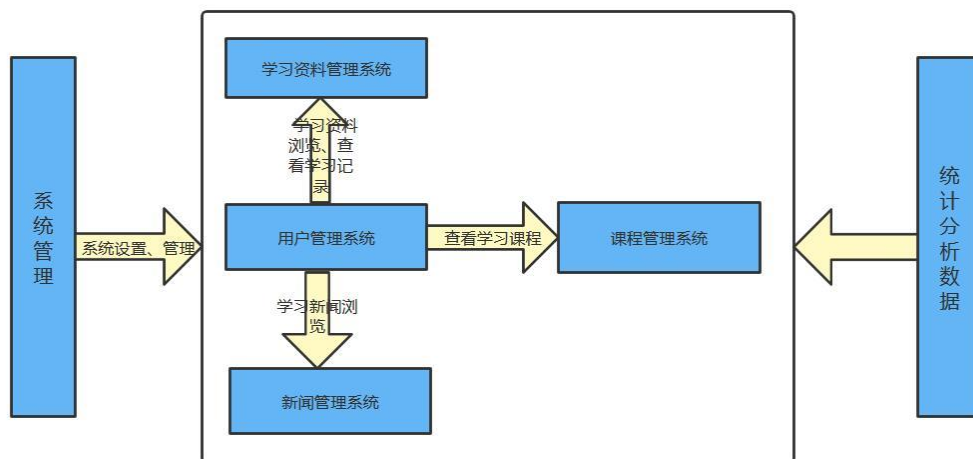 学习资料管理系统
学习资料
浏览、查
看学习记
录
系统管理
系统设置、管理
用户管理系统
查看学习课程
课程管理系统
统计分析数据
学习新闻浏
览
新闻管理系统